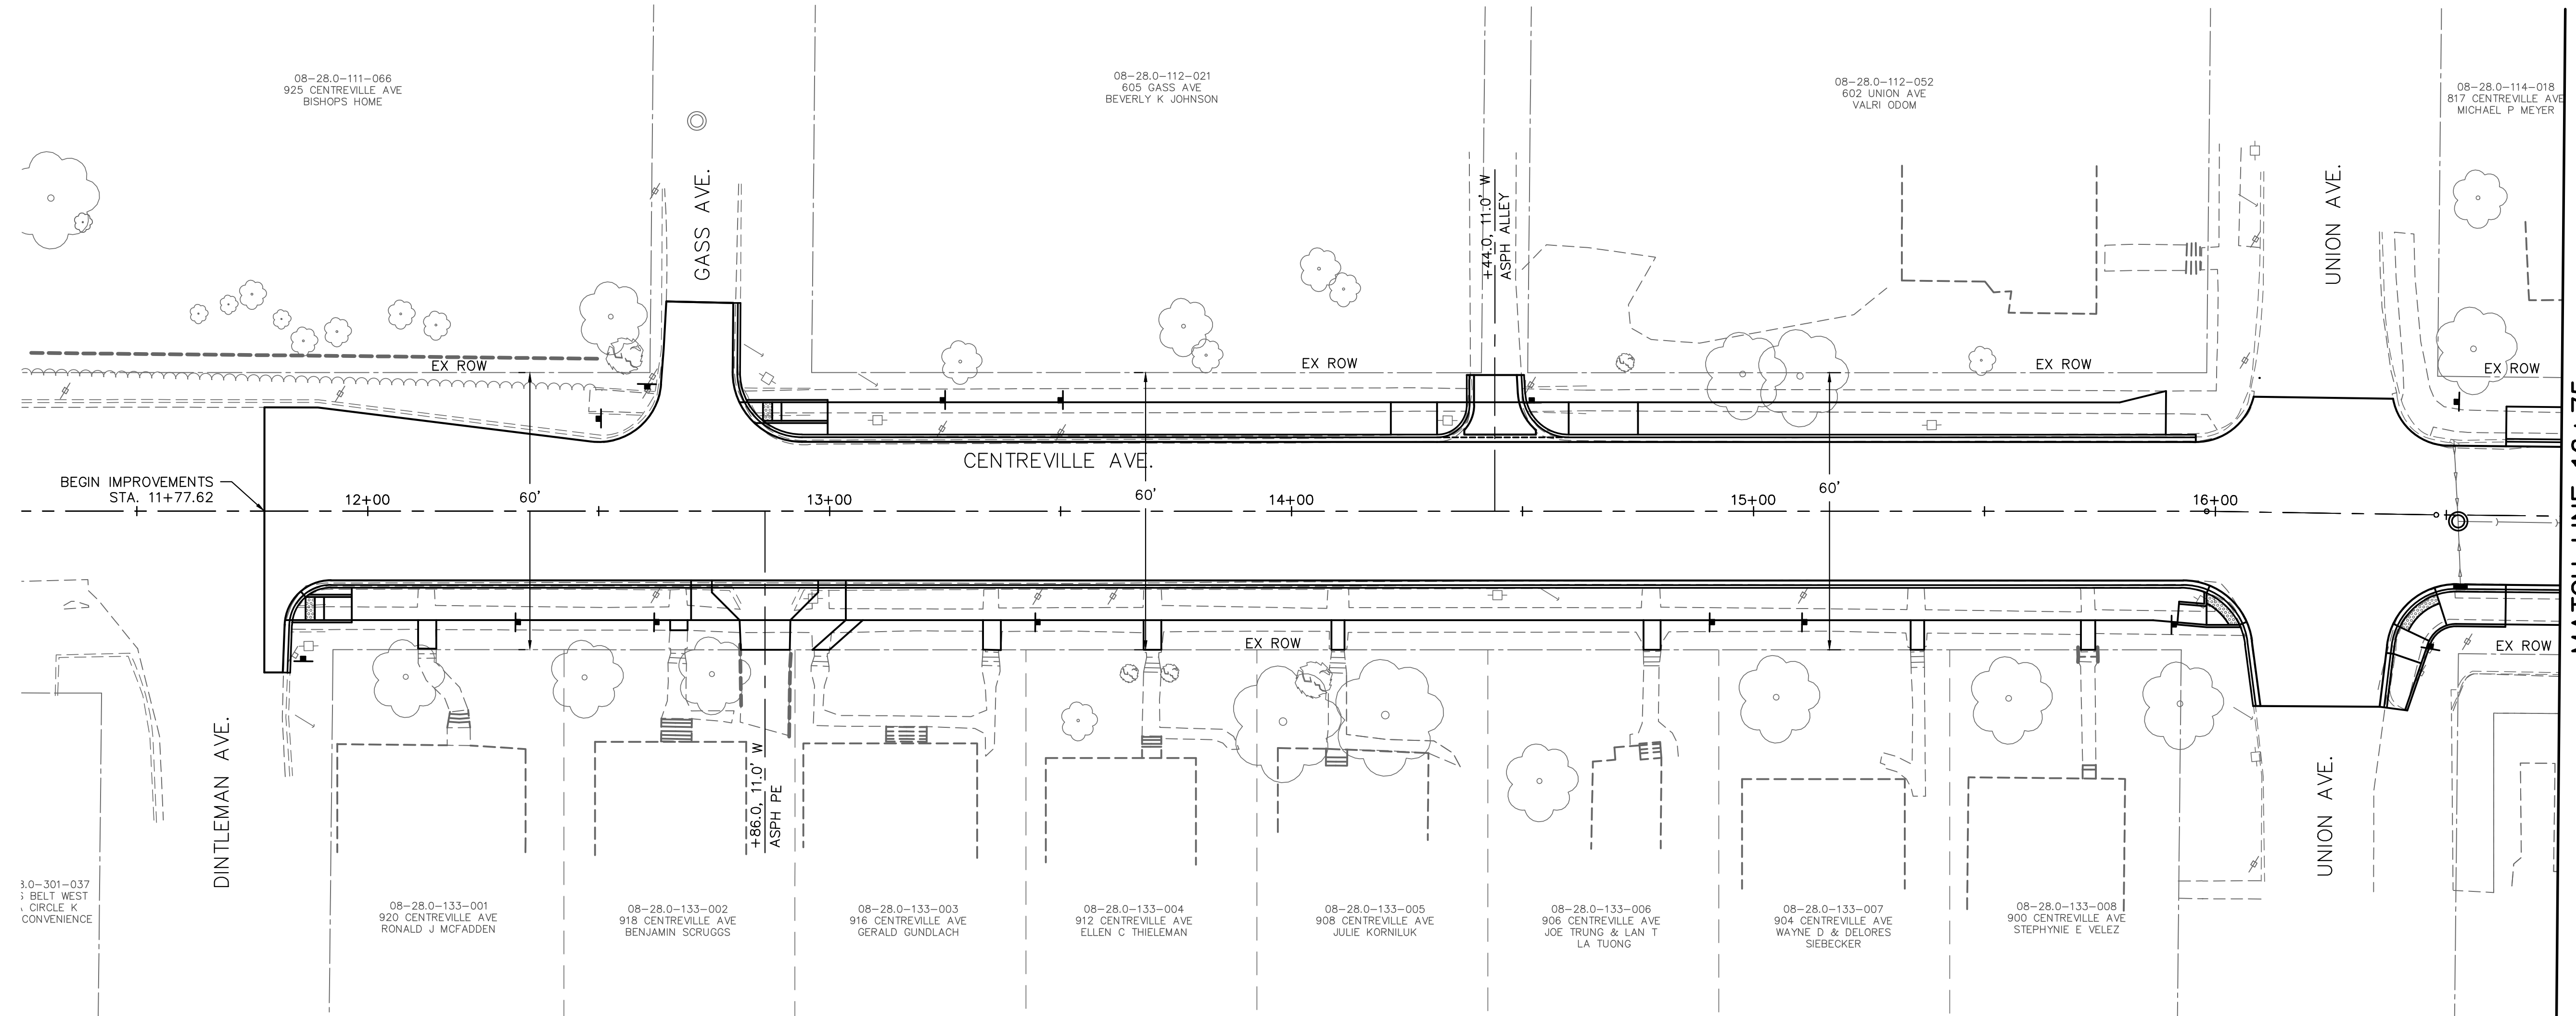 08-28.0-111-066
925 CENTREVILLE AVE
BISHOPS HOME
08-28.0-112-021
605 GASS AVE
BEVERLY K JOHNSON
08-28.0-112-052
602 UNION AVE
VALRI ODOM
08-28.0-114-018
817 CENTREVILLE AVE
MICHAEL P MEYER
GASS AVE.
+44.0, 11.0' W
ASPH ALLEY
UNION AVE.
EX ROW
EX ROW
EX ROW
EX ROW
CENTREVILLE AVE.
BEGIN IMPROVEMENTS
STA. 11+77.62
12+00
60'
13+00
60'
14+00
15+00
60'
16+00
EX ROW
EX ROW
DINTLEMAN AVE.
+86.0, 11.0' W
ASPH PE
UNION AVE.
BELT WEST
CIRCLE K
CONVENIENCE
08-28.0-133-001
920 CENTREVILLE AVE
RONALD J MCFADDEN
08-28.0-133-002
918 CENTREVILLE AVE
BENJAMIN SCRUGGS
08-28.0-133-003
916 CENTREVILLE AVE
GERALD GUNDLACH
08-28.0-133-004
912 CENTREVILLE AVE
ELLEN C THIELEMAN
08-28.0-133-005
908 CENTREVILLE AVE
JULIE KORNILUK
08-28.0-133-006
906 CENTREVILLE AVE
JOE TRUNG & LAN T
LA TUONG
08-28.0-133-007
904 CENTREVILLE AVE
WAYNE D & DELORES
SIEBECKER
08-28.0-133-008
900 CENTREVILLE AVE
STEPHYNIE E VELEZ